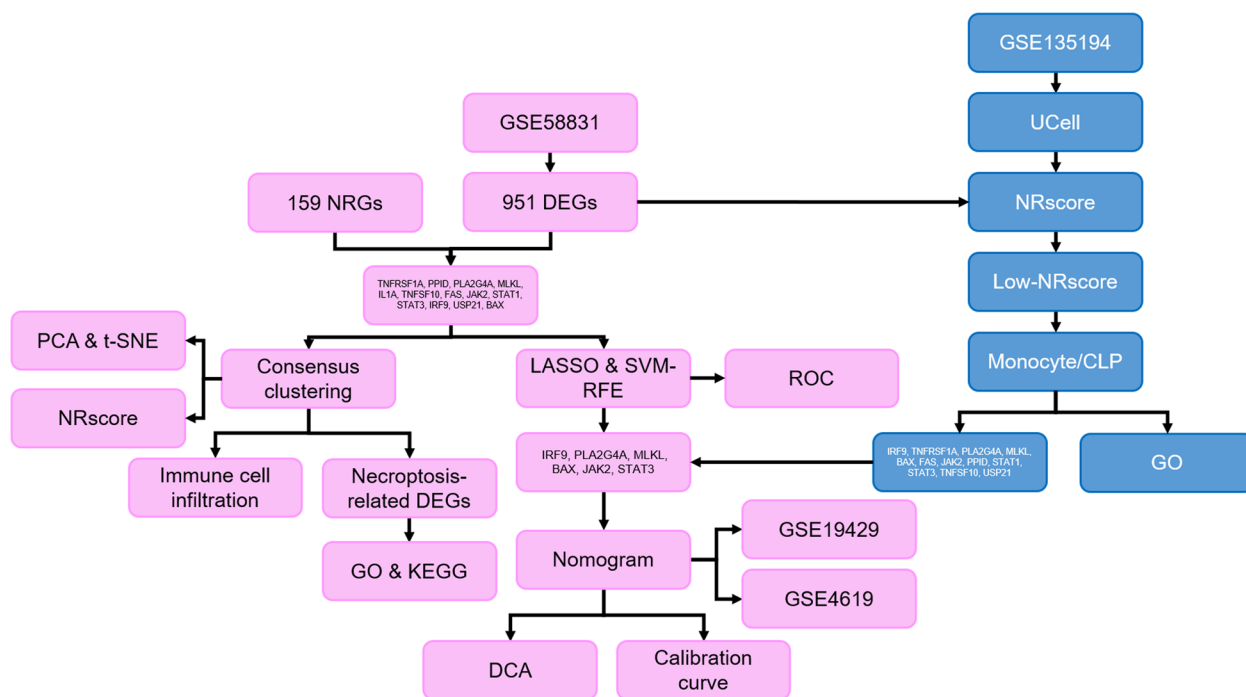 GSE135194
GSE58831
UCell
159 NRGs
951 DEGs
NRscore
TNFRSF1A, PPID, PLA2G4A, MLKL,
IL1A, TNFSF10, FAS, JAK2, STAT1,
STAT3, IRF9, USP21, BAX
Low-NRscore
PCA & t-SNE
Consensus
clustering
LASSO & SVM-
RFE
ROC
Monocyte/CLP
NRscore
Immune cell
infiltration
Necroptosis-
related DEGs
IRF9, PLA2G4A, MLKL,
BAX, JAK2, STAT3
IRF9, TNFRSF1A, PLA2G4A, MLKL,
BAX, FAS, JAK2, PPID, STAT1,
STAT3, TNFSF10, USP21
GO
GO & KEGG
Nomogram
GSE19429
GSE4619
DCA
Calibration
curve